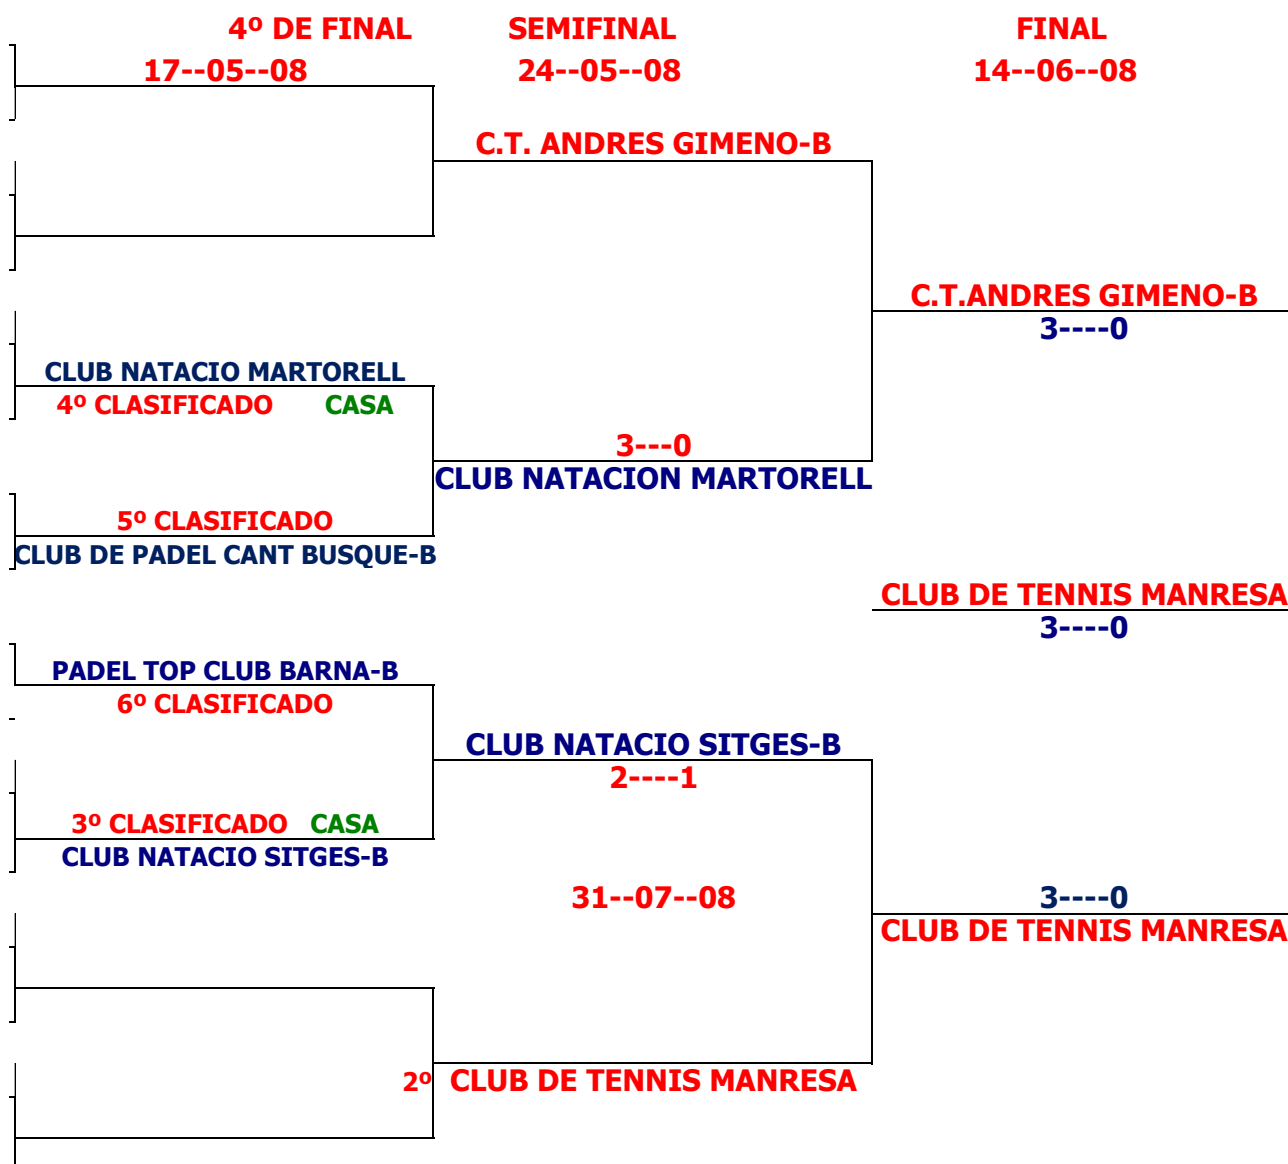 4º DE FINAL SEMIFINAL FINAL
17--05--08 24--05--08 14--06--08
C.T. ANDRES GIMENO-B
C.T.ANDRES GIMENO-B
3----0
CLUB NATACIO MARTORELL
4º CLASIFICADO CASA
3---0
CLUB NATACION MARTORELL
5º CLASIFICADO
CLUB DE PADEL CANT BUSQUE-B
CLUB DE TENNIS MANRESA
3----0
PADEL TOP CLUB BARNA-B
6º CLASIFICADO
CLUB NATACIO SITGES-B
2----1
3º CLASIFICADO CASA
CLUB NATACIO SITGES-B
31--07--08
3----0
CLUB DE TENNIS MANRESA
2º CLUB DE TENNIS MANRESA